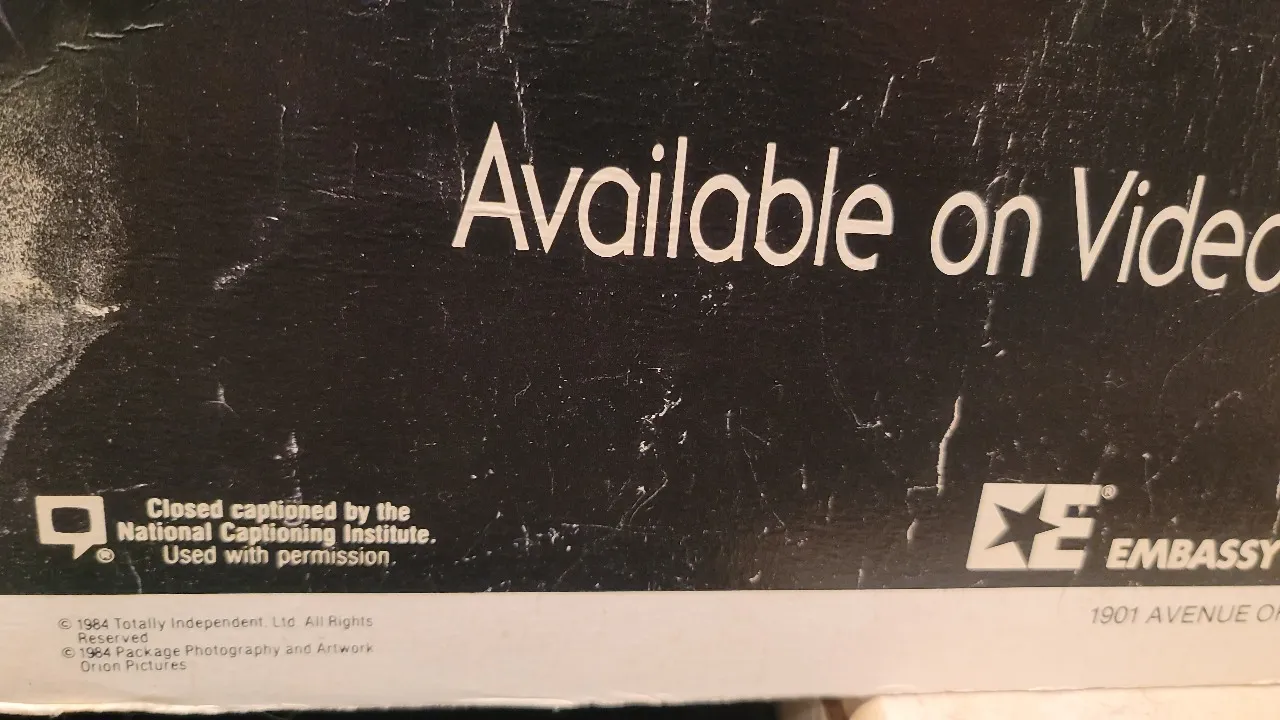 Available on Video
Closed captioned by the
National Captioning Institute.
Used with permission.
®
E ®
EMBASSY
1901 AVENUE O
© 1984 Totally Independent. Ltd. All Rights
Reserved
© 1984 Package Photography and Artwork
Orion Pictures